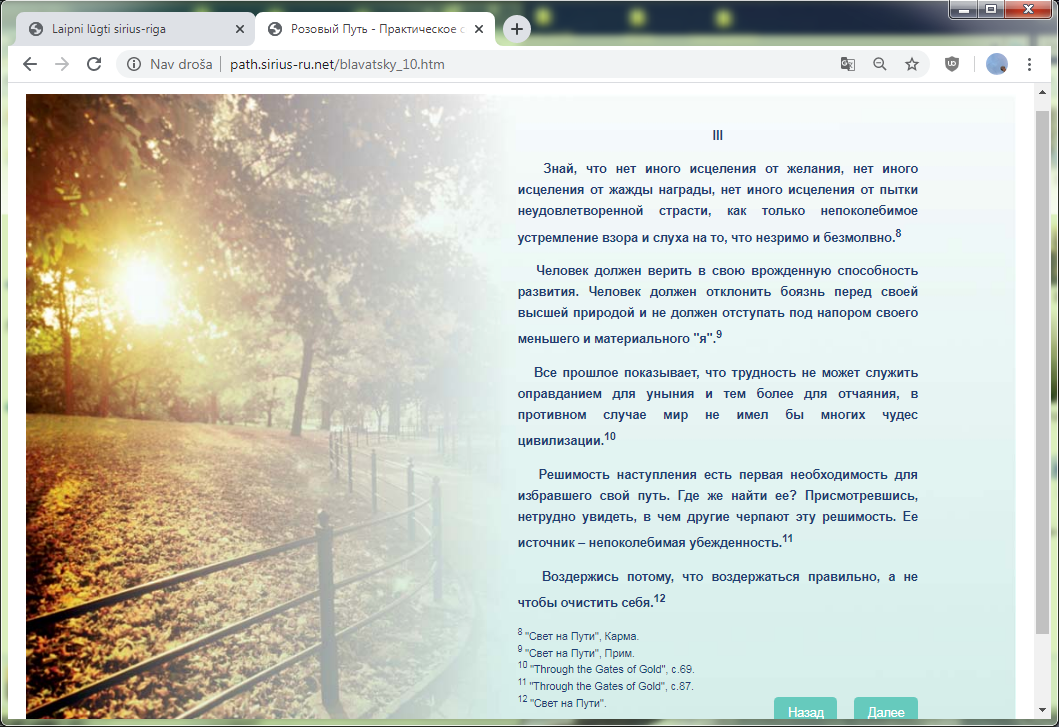 Laipni lūgti sirius-riga
Розовый Путь - Практическое с
Nav droša
path.sirius-ru.net/blavatsky_10.htm
III
Знай, что нет иного исцеления от желания, нет иного
исцеления от жажды награды, нет иного исцеления от пытки
неудовлетворенной страсти, как только непоколебимое
устремление взора и слуха на то, что незримо и безмолвно.8
Человек должен верить в свою врожденную способность
развития. Человек должен отклонить боязнь перед своей
высшей природой и не должен отступать под напором своего
меньшего и материального "я".9
Все прошлое показывает, что трудность не может служить
оправданием для уныния и тем более для отчаяния, в
противном случае мир не имел бы многих чудес
цивилизации.10
Решимость наступления есть первая необходимость для
избравшего свой путь. Где же найти ее? Присмотревшись,
нетрудно увидеть, в чем другие черпают эту решимость. Ее
источник – непоколебимая убежденность.11
Воздержись потому, что воздержаться правильно, а не
чтобы очистить себя.12
8 "Свет на Пути", Карма.
9 "Свет на Пути", Прим.
10 "Through the Gates of Gold", с.69.
11 "Through the Gates of Gold", с.87.
12 "Свет на Пути".
Назад Далее